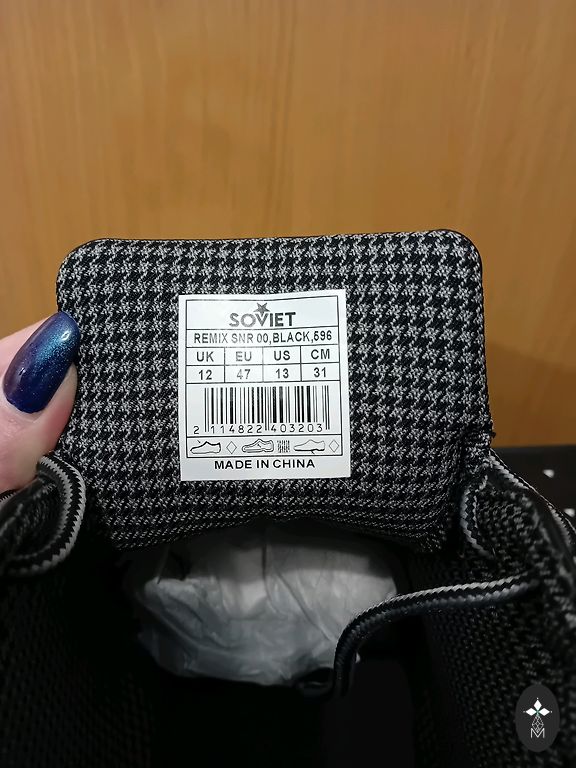 SOVIET
REMIX SNR 00,BLACK,596
UK EU US CM
12 47 13 31
2 114822 403203
MADE IN CHINA
M